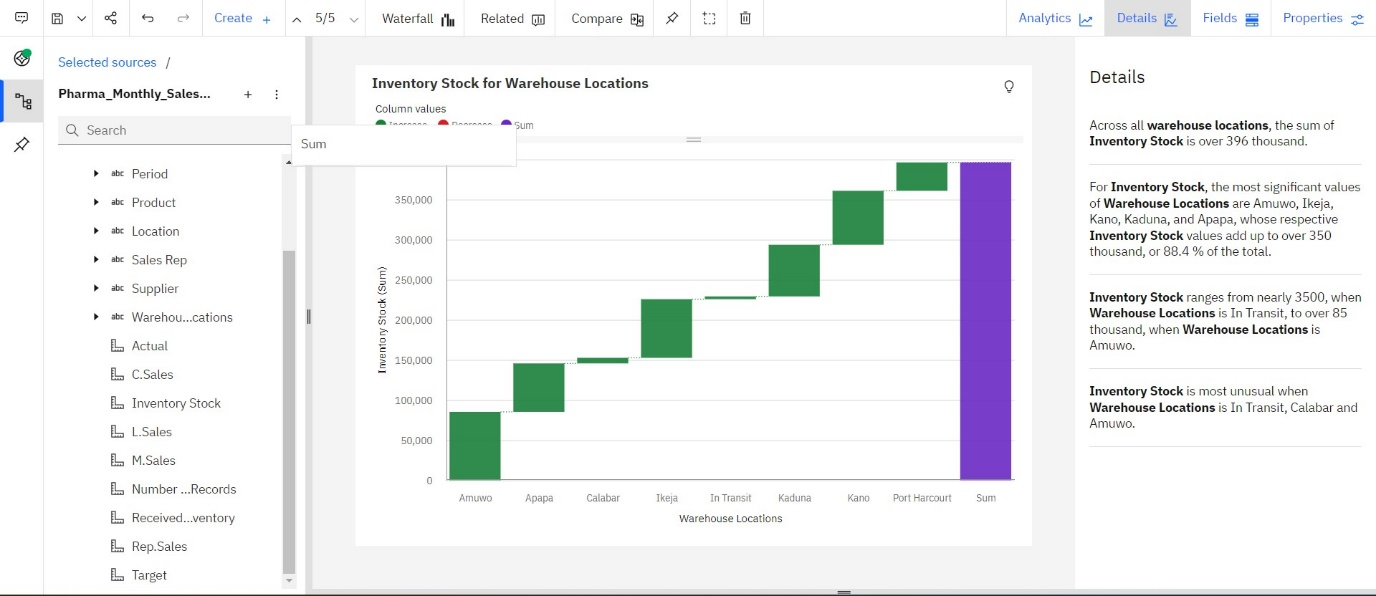 Create +
5/5
Waterfall
Related
Compare
Analytics
Details
Fields
Properties
Selected sources /
Pharma_Monthly_Sales...
Search
abc Period
abc Product
abc Location
abc Sales Rep
abc Supplier
abc Warehou...cations
Actual
C.Sales
Inventory Stock
L.Sales
M.Sales
Number ...Records
Received...ventory
Rep.Sales
Target
Inventory Stock for Warehouse Locations
Column values
Increase Decrease Sum
Sum
Inventory Stock (Sum)
350,000
300,000
250,000
200,000
150,000
100,000
50,000
0
Amuwo Apapa Calabar Ikeja In Transit Kaduna Kano Port Harcourt Sum
Warehouse Locations
Details
Across all warehouse locations, the sum of
Inventory Stock is over 396 thousand.
For Inventory Stock, the most significant values
of Warehouse Locations are Amuwo, Ikeja,
Kano, Kaduna, and Apapa, whose respective
Inventory Stock values add up to over 350
thousand, or 88.4 % of the total.
Inventory Stock ranges from nearly 3500, when
Warehouse Locations is In Transit, to over 85
thousand, when Warehouse Locations is
Amuwo.
Inventory Stock is most unusual when
Warehouse Locations is In Transit, Calabar and
Amuwo.